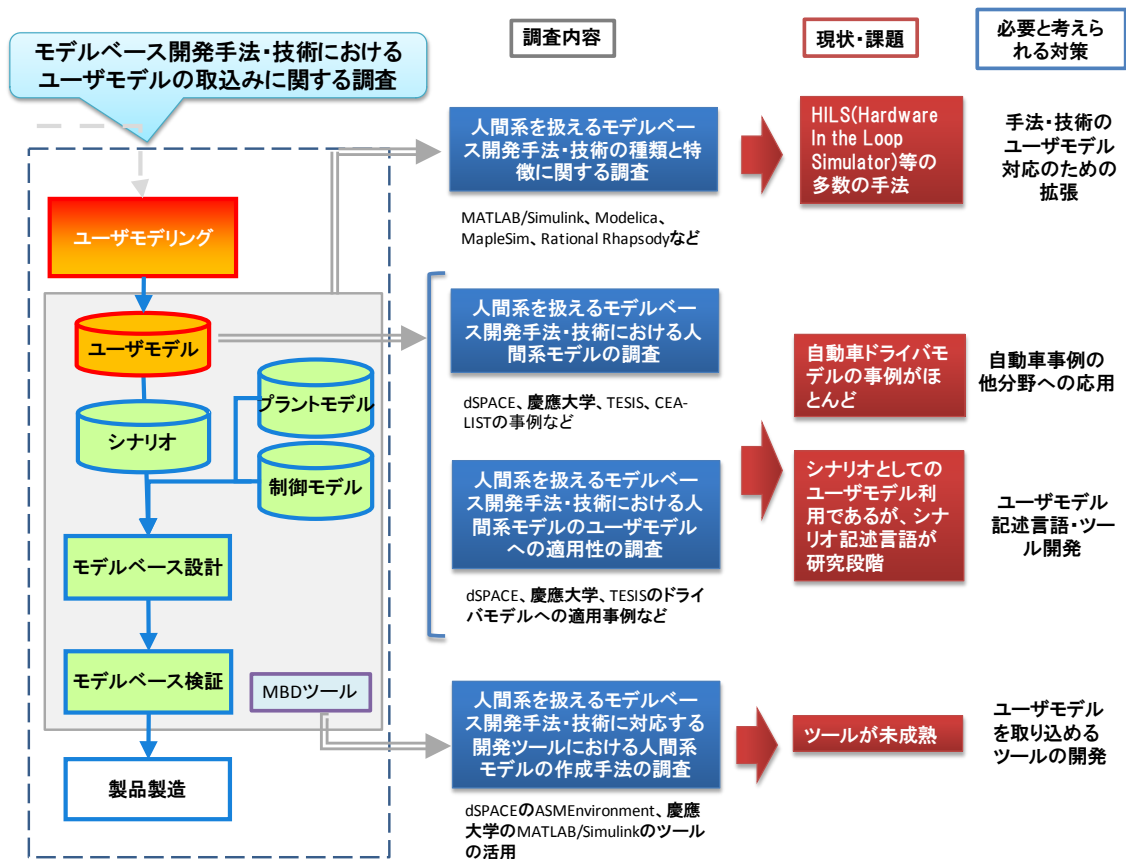 モデルベース開発手法・技術における
ユーザモデルの取込みに関する調査
調査内容
現状・課題
必要と考えら
れる対策
人間系を扱えるモデルベー
ス開発手法・技術の種類と特
徴に関する調査
MATLAB/Simulink、Modelica、
MapleSim、Rational Rhapsodyなど
HILS(Hardware
In the Loop
Simulator)等の
多数の手法
手法・技術の
ユーザモデル
対応のための
拡張
ユーザモデリング
ユーザモデル
シナリオ
プラントモデル
制御モデル
モデルベース設計
モデルベース検証
MBDツール
製品製造
人間系を扱えるモデルベー
ス開発手法・技術における人
間系モデルの調査
dSPACE、慶應大学、TESIS、CEA-
LISTの事例など
自動車ドライバモ
デルの事例がほ
とんど
自動車事例の
他分野への応用
人間系を扱えるモデルベー
ス開発手法・技術における人
間系モデルのユーザモデル
への適用性の調査
dSPACE、慶應大学、TESISのドライ
バモデルへの適用事例など
シナリオとしての
ユーザモデル利
用であるが、シナ
リオ記述言語が
研究段階
ユーザモデル
記述言語・ツー
ル開発
人間系を扱えるモデルベー
ス開発手法・技術に対応する
開発ツールにおける人間系
モデルの作成手法の調査
dSPACEのASMEnvironment、慶應
大学のMATLAB/Simulinkのツール
の活用
ツールが未成熟
ユーザモデル
を取り込める
ツールの開発